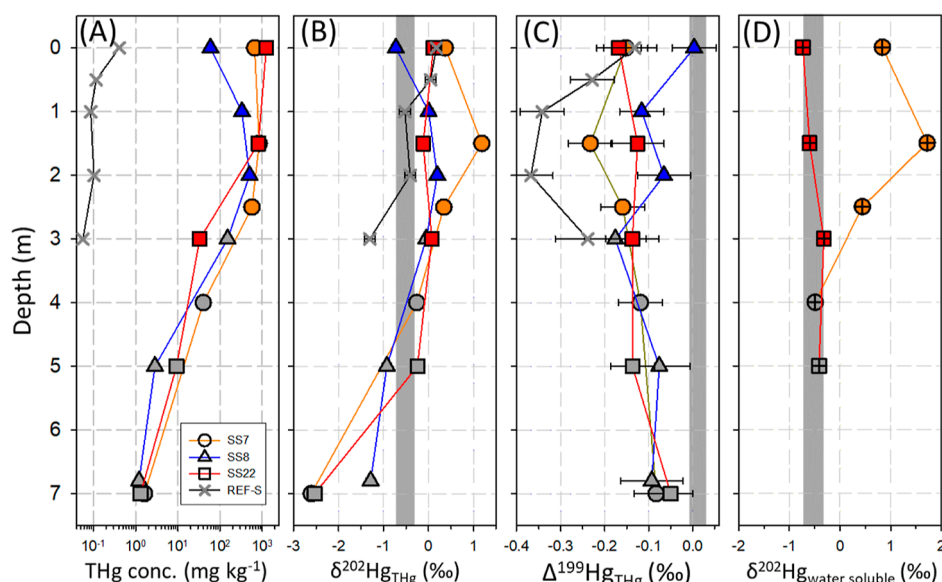 (A) (B) (C) (D)
Depth (m)
0
1
2
3
4
5
6
7
SS7
SS8
SS22
REF-S
10⁻¹ 10⁰ 10¹ 10² 10³
-3 -2 -1 0 1
-0.4 -0.3 -0.2 -0.1 0.0
-2 -1 0 1 2
THg conc. (mg kg⁻¹)
δ²⁰²Hg_THg (‰)
Δ¹⁹⁹Hg_THg (‰)
δ²⁰²Hg_water soluble (‰)